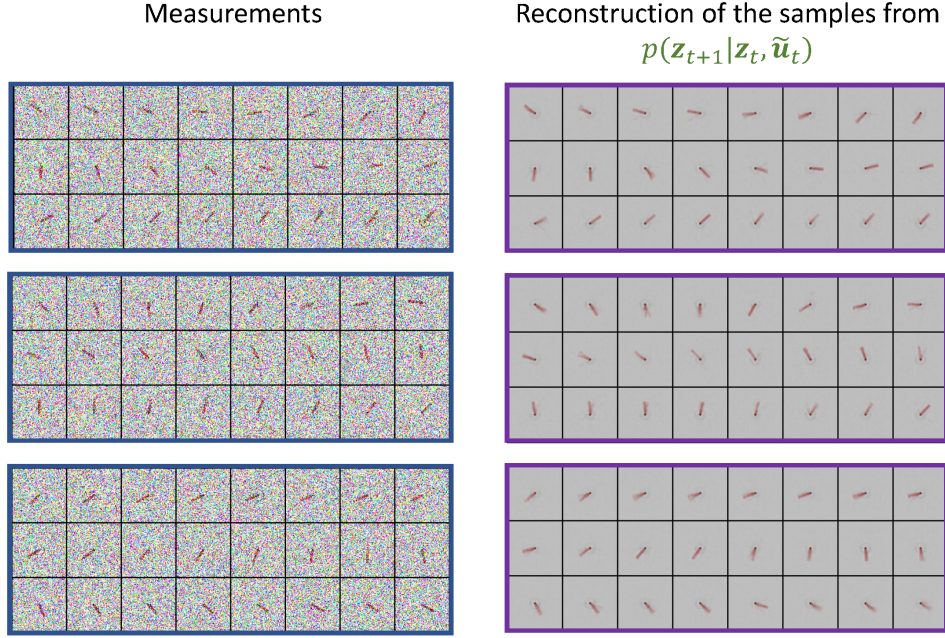 Measurements
Reconstruction of the samples from
p(𝒛ₜ₊₁|𝒛ₜ, 𝒖̃ₜ)